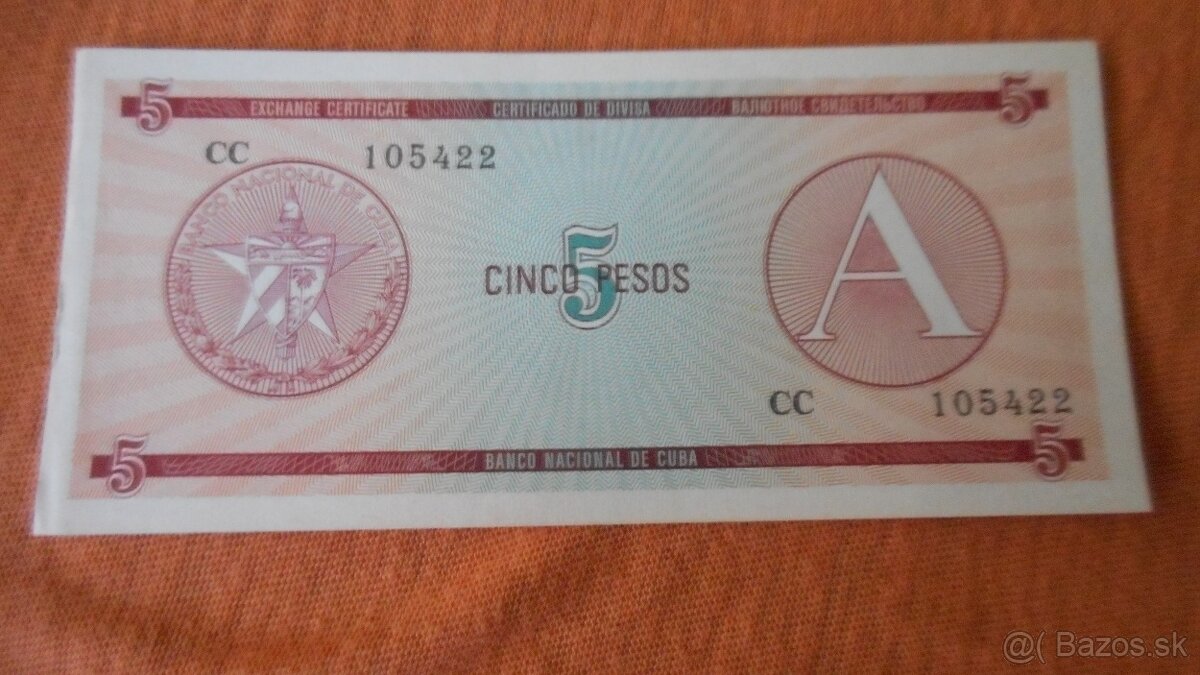 5 EXCHANGE CERTIFICATE CERTIFICADO DE DIVISA ВАЛЮТНОЕ СВИДЕТЕЛЬСТВО 5
CC 105422
BANCO NACIONAL DE CUBA
A
5
CINCO PESOS
CC 105422
5 BANCO NACIONAL DE CUBA 5
@( Bazos.sk